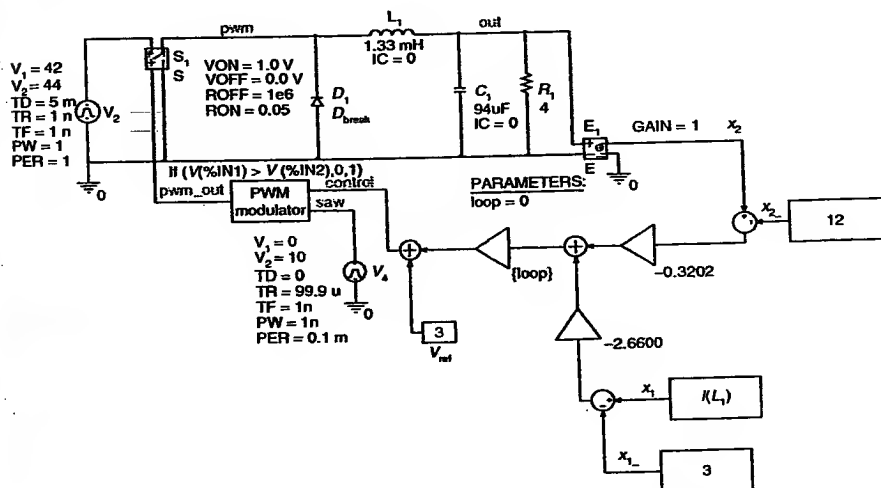 pwm
L₁
out
1.33 mH
IC = 0
S₁
S
VON = 1.0 V
VOFF = 0.0 V
ROFF = 1e6
RON = 0.05
V₁ = 42
V₂ = 44
TD = 5 m
TR = 1 n
TF = 1 n
PW = 1
PER = 1
V₂
D₁
D_break
C₁
94uF
IC = 0
R₁
4
E₁
E
GAIN = 1
x₂
0
0
If (V(%IN1) > V (%IN2),0,1)
pwm_out
PWM
modulator
control
saw
PARAMETERS:
loop = 0
x₂_
12
{loop}
−0.3202
V₁ = 0
V₂ = 10
TD = 0
TR = 99.9 u
TF = 1n
PW = 1n
PER = 0.1 m
V₄
0
3
V_ref
−2.6600
x₁
I(L₁)
x₁_
3